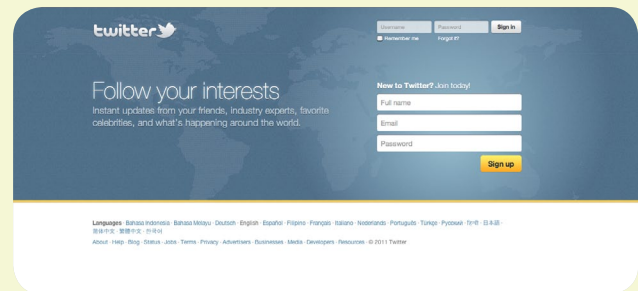 twitter
Username Password Sign in
Remember me Forgot it?
Follow your interests
Instant updates from your friends, industry experts, favorite
celebrities, and what's happening around the world.
New to Twitter? Join today!
Full name
Email
Password
Sign up
Languages · Bahasa Indonesia · Bahasa Melayu · Deutsch · English · Español · Filipino · Français · Italiano · Nederlands · Português · Türkçe · Русский · हिन्दी · 日本語 ·
简体中文 · 繁體中文 · 한국어
About · Help · Blog · Status · Jobs · Terms · Privacy · Advertisers · Businesses · Media · Developers · Resources · © 2011 Twitter